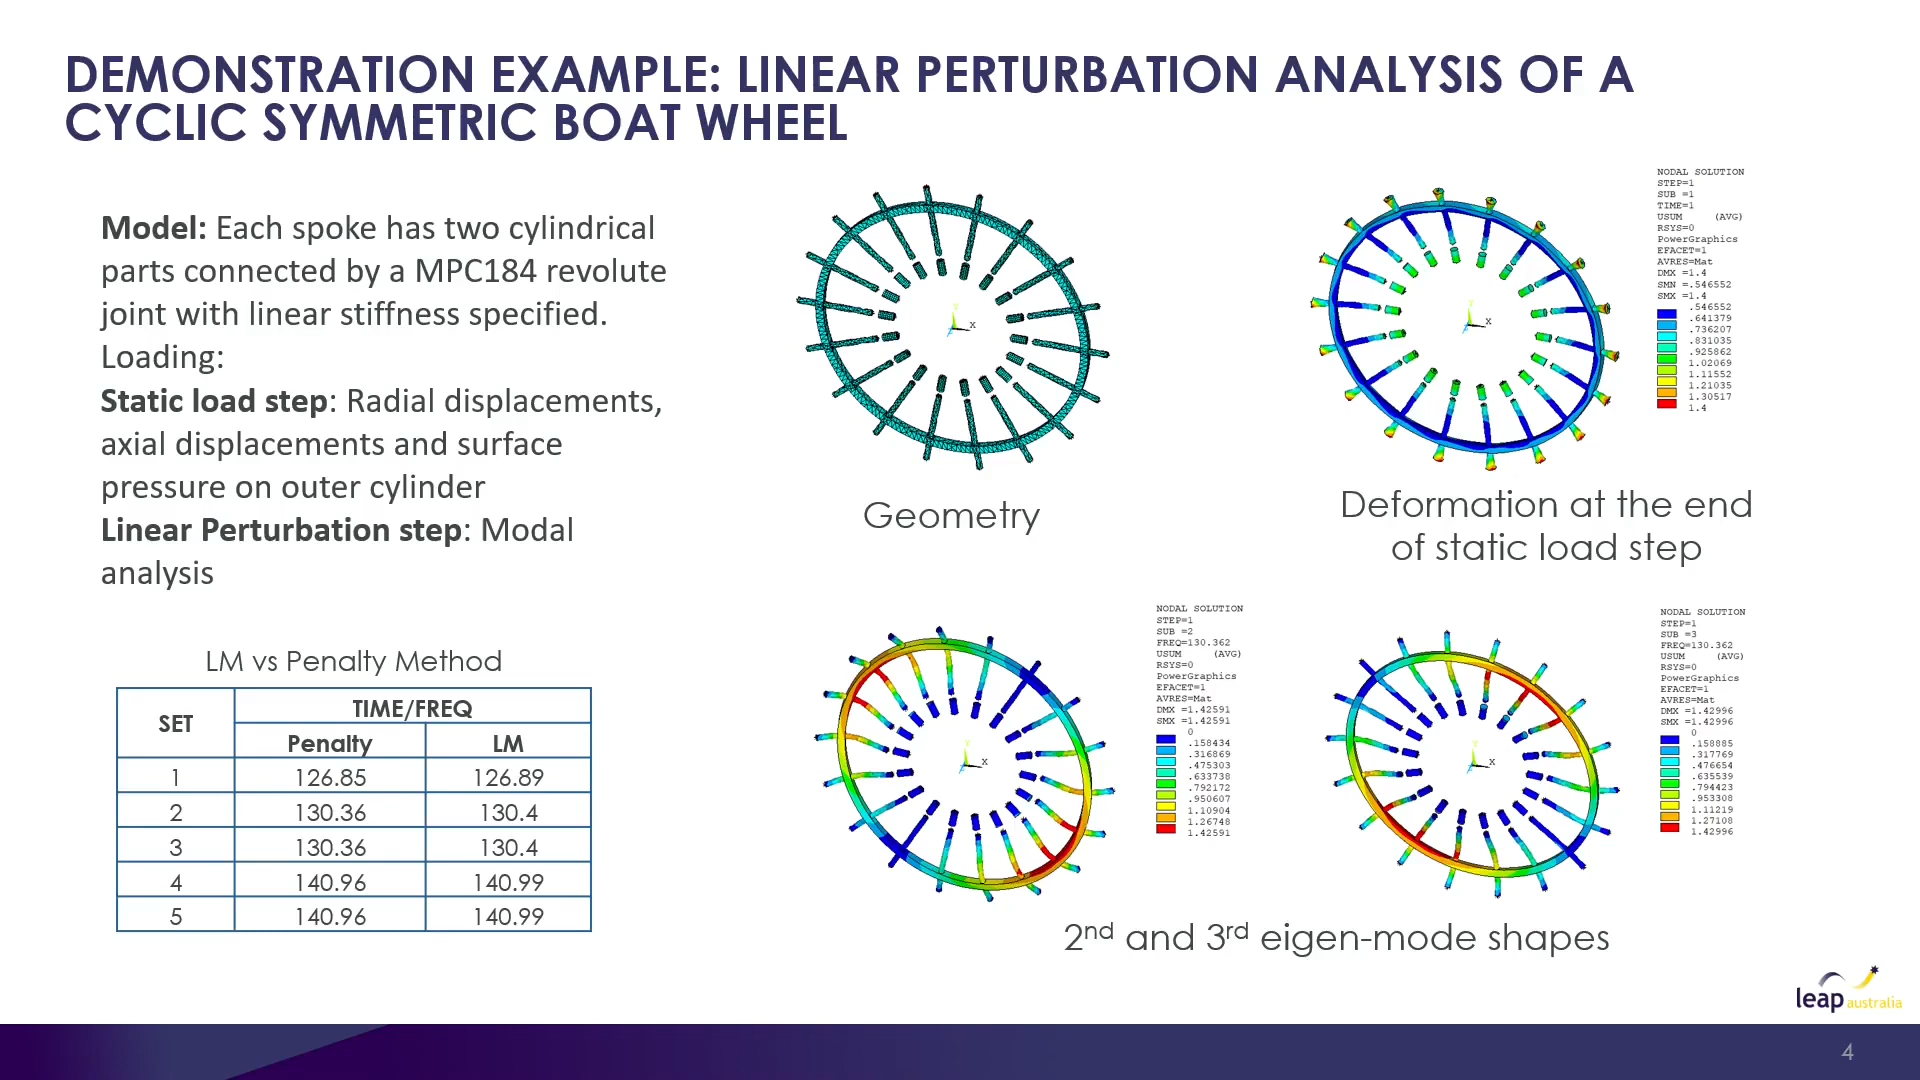 DEMONSTRATION EXAMPLE: LINEAR PERTURBATION ANALYSIS OF A
CYCLIC SYMMETRIC BOAT WHEEL
Model: Each spoke has two cylindrical
parts connected by a MPC184 revolute
joint with linear stiffness specified.
Loading:
Static load step: Radial displacements,
axial displacements and surface
pressure on outer cylinder
Linear Perturbation step: Modal
analysis
LM vs Penalty Method
SET TIME/FREQ
Penalty LM
1 126.85 126.89
2 130.36 130.4
3 130.36 130.4
4 140.96 140.99
5 140.96 140.99
Y
X
Geometry
Y
X
NODAL SOLUTION
STEP=1
SUB =1
TIME=1
USUM (AVG)
RSYS=0
PowerGraphics
EFACET=1
AVRES=Mat
DMX =1.4
SMN =.546552
SMX =1.4
.546552
.641379
.736207
.831035
.925862
1.02069
1.11552
1.21035
1.30517
1.4
Deformation at the end
of static load step
Y
X
NODAL SOLUTION
STEP=1
SUB =2
FREQ=130.362
USUM (AVG)
RSYS=0
PowerGraphics
EFACET=1
AVRES=Mat
DMX =1.42591
SMX =1.42591
0
.158434
.316869
.475303
.633738
.792172
.950607
1.10904
1.26748
1.42591
Y
X
NODAL SOLUTION
STEP=1
SUB =3
FREQ=130.362
USUM (AVG)
RSYS=0
PowerGraphics
EFACET=1
AVRES=Mat
DMX =1.42996
SMX =1.42996
0
.158885
.317769
.476654
.635539
.794423
.953308
1.11219
1.27108
1.42996
2nd and 3rd eigen-mode shapes
leap australia
4